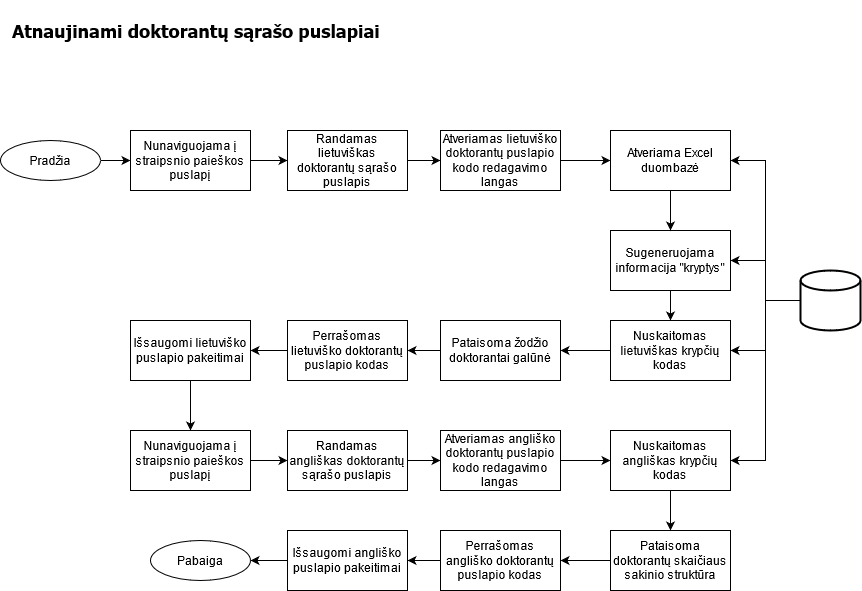 Atnaujinami doktorantų sąrašo puslapiai
Pradžia
Nunaviguojama į
straipsnio paieškos
puslapį
Randamas
lietuviškas
doktorantų sąrašo
puslapis
Atveriamas lietuviško
doktorantų puslapio
kodo redagavimo
langas
Atveriama Excel
duombazė
Sugeneruojama
informacija "kryptys"
Nuskaitomas
lietuviškas krypčių
kodas
Pataisoma žodžio
doktorantai galūnė
Perrašomas
lietuviško doktorantų
puslapio kodas
Išsaugomi lietuviško
puslapio pakeitimai
Nunaviguojama į
straipsnio paieškos
puslapį
Randamas
angliškas doktorantų
sąrašo puslapis
Atveriamas angliško
doktorantų puslapio
kodo redagavimo
langas
Nuskaitomas
angliškas krypčių
kodas
Pataisoma
doktorantų skaičiaus
sakinio struktūra
Perrašomas
angliško doktorantų
puslapio kodas
Išsaugomi angliško
puslapio pakeitimai
Pabaiga